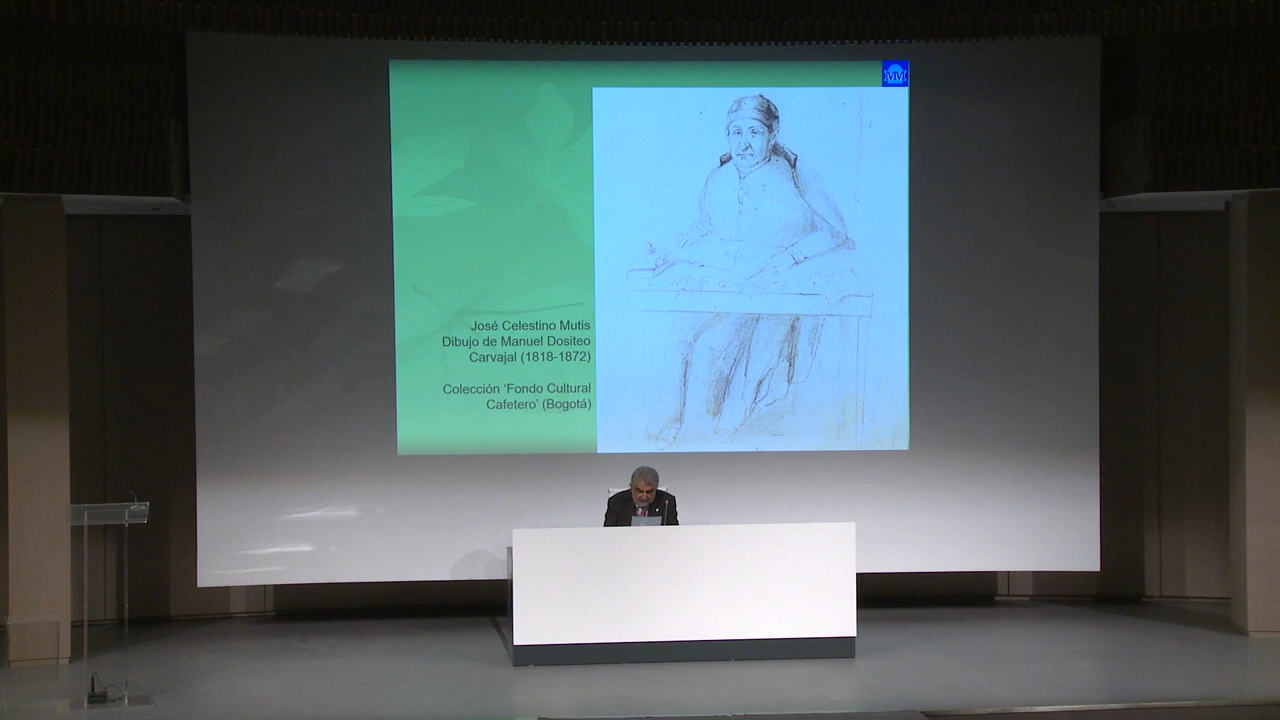 José Celestino Mutis
Dibujo de Manuel Dositeo
Carvajal (1818-1872)
Colección ‘Fondo Cultural
Cafetero’ (Bogotá)